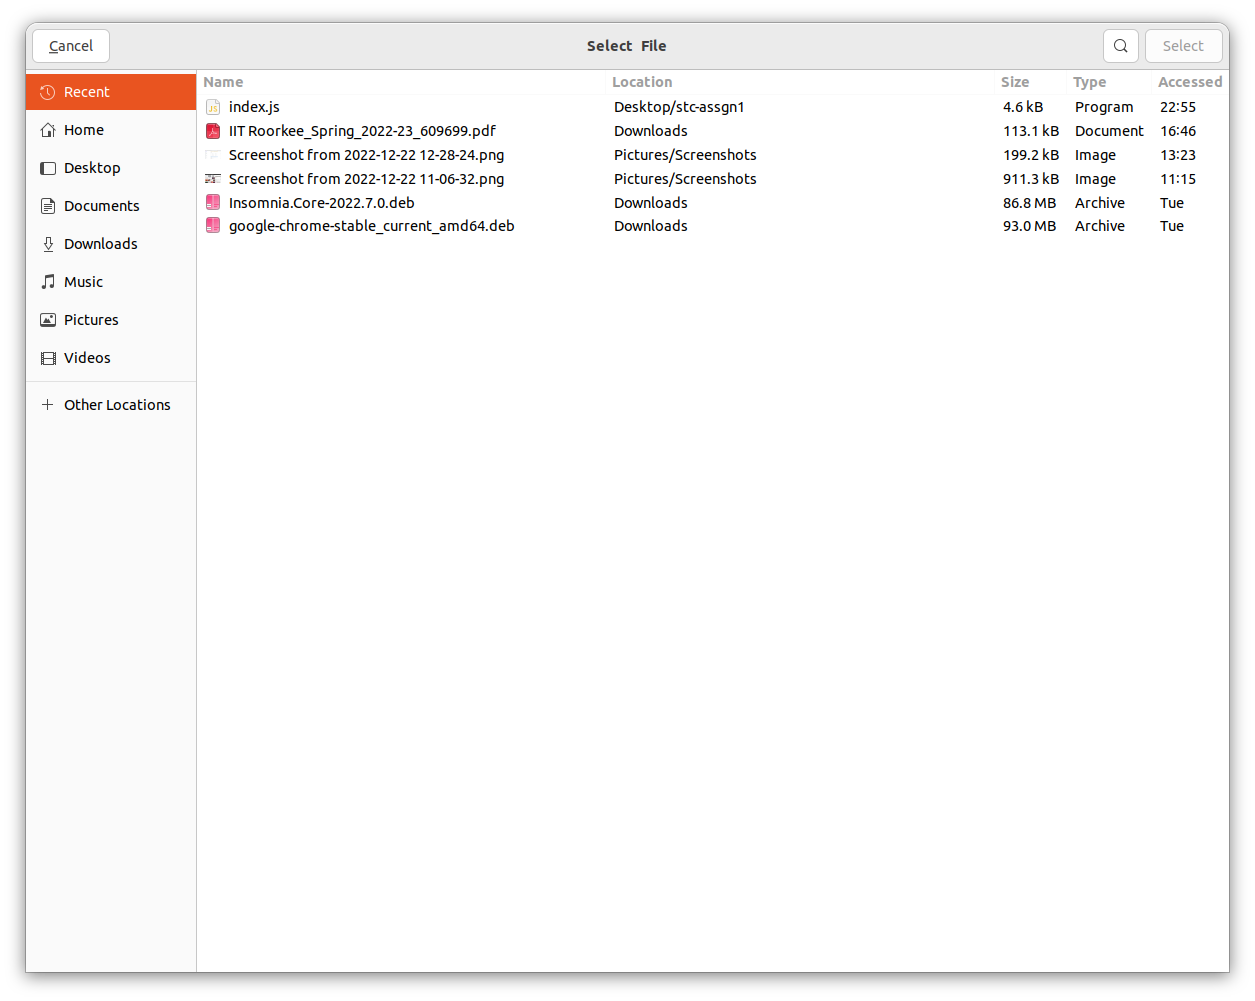 Cancel Select File Select
Recent
Home
Desktop
Documents
Downloads
Music
Pictures
Videos
Other Locations
Name Location Size Type Accessed
index.js Desktop/stc-assgn1 4.6 kB Program 22:55
IIT Roorkee_Spring_2022-23_609699.pdf Downloads 113.1 kB Document 16:46
Screenshot from 2022-12-22 12-28-24.png Pictures/Screenshots 199.2 kB Image 13:23
Screenshot from 2022-12-22 11-06-32.png Pictures/Screenshots 911.3 kB Image 11:15
Insomnia.Core-2022.7.0.deb Downloads 86.8 MB Archive Tue
google-chrome-stable_current_amd64.deb Downloads 93.0 MB Archive Tue